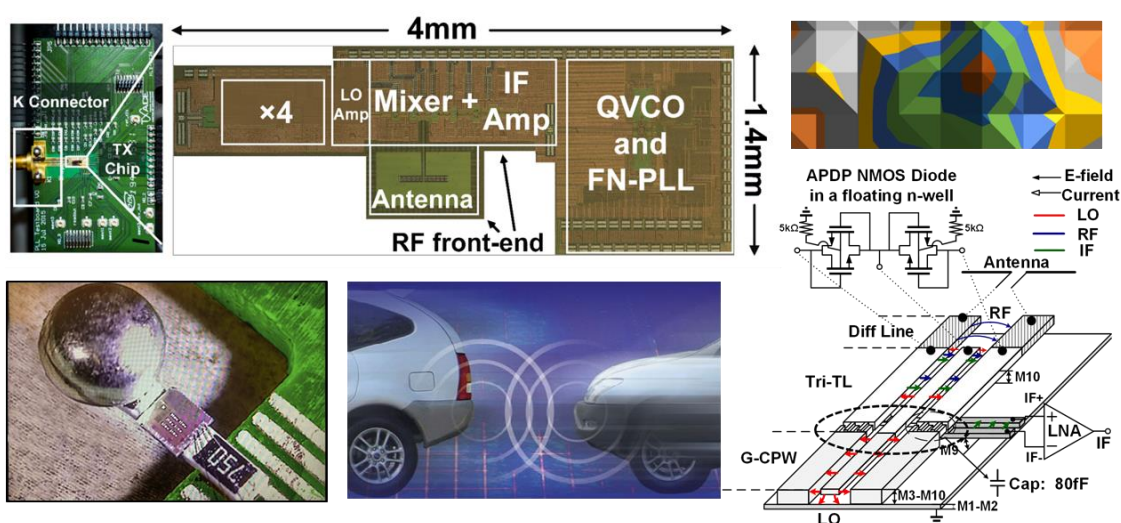 4mm
K Connector
TX
Chip
×4
LO
Amp
Mixer +
IF
Amp
QVCO
and
FN-PLL
1.4mm
Antenna
RF front-end
APDP NMOS Diode
in a floating n-well
E-field
Current
LO
RF
IF
5kΩ
5kΩ
Antenna
RF
Diff Line
Tri-TL
M10
IF+
LNA
IF
IF-
M9
G-CPW
Cap: 80fF
M3-M10
M1-M2
LO